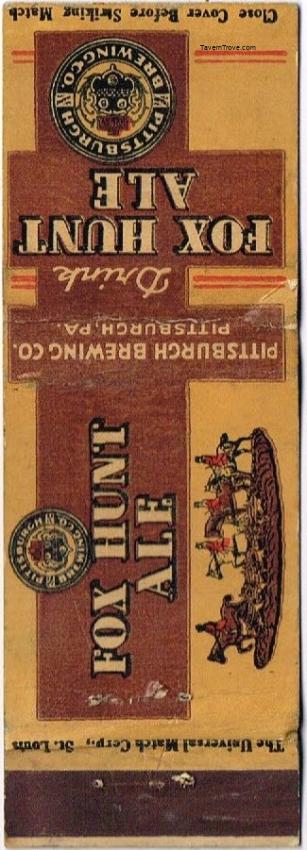 Close Cover Before Striking Match
TavernTrove.com
PITTSBURGH
BREWING CO.
Drink
FOX HUNT
ALE
PITTSBURGH BREWING CO.
PITTSBURGH, PA.
FOX HUNT
ALE
PITTSBURGH
BREWING CO.
The Universal Match Corp., St. Louis